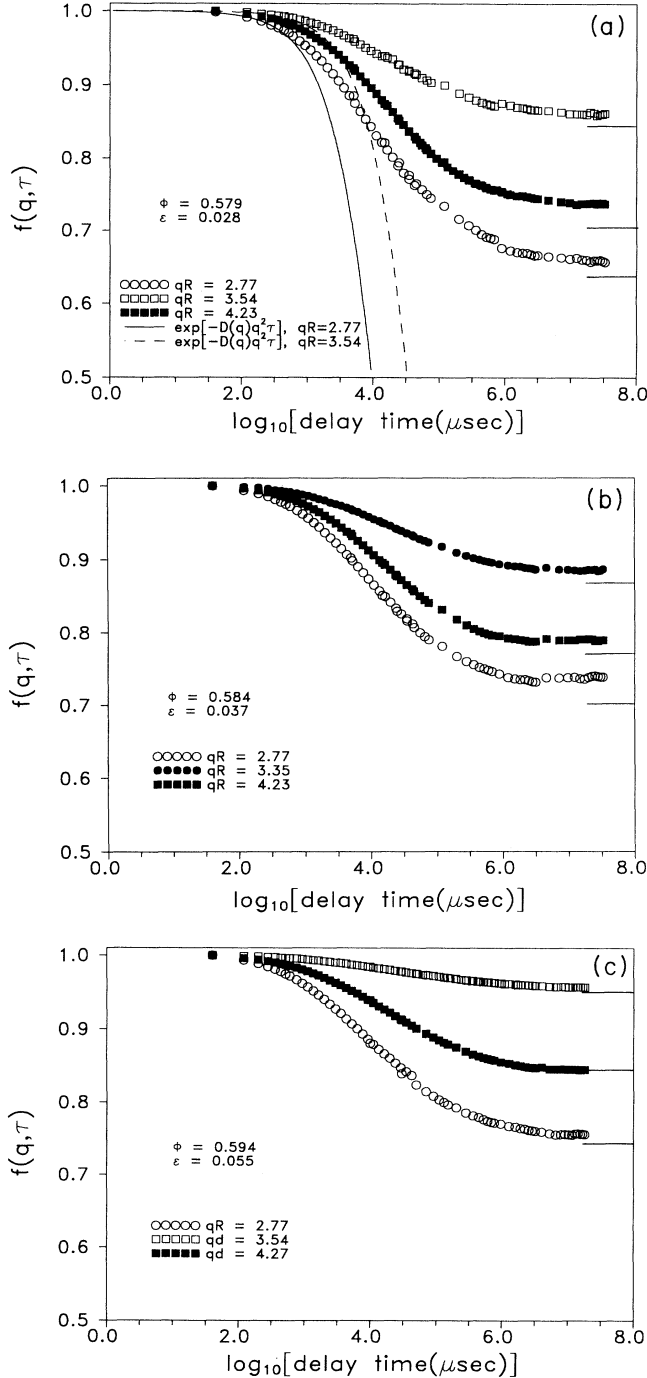 (a)
1.0
0.9
0.8
0.7
0.6
0.5
f(q,τ)
Φ = 0.579
ε = 0.028
qR = 2.77
qR = 3.54
qR = 4.23
exp[-D(q)q²τ], qR=2.77
exp[-D(q)q²τ], qR=3.54
0.0 2.0 4.0 6.0 8.0
log₁₀[delay time(μsec)]
(b)
1.0
0.9
0.8
0.7
0.6
0.5
f(q,τ)
Φ = 0.584
ε = 0.037
qR = 2.77
qR = 3.35
qR = 4.23
0.0 2.0 4.0 6.0 8.0
log₁₀[delay time(μsec)]
(c)
1.0
0.9
0.8
0.7
0.6
0.5
f(q,τ)
Φ = 0.594
ε = 0.055
qR = 2.77
qd = 3.54
qd = 4.27
0.0 2.0 4.0 6.0 8.0
log₁₀[delay time(μsec)]